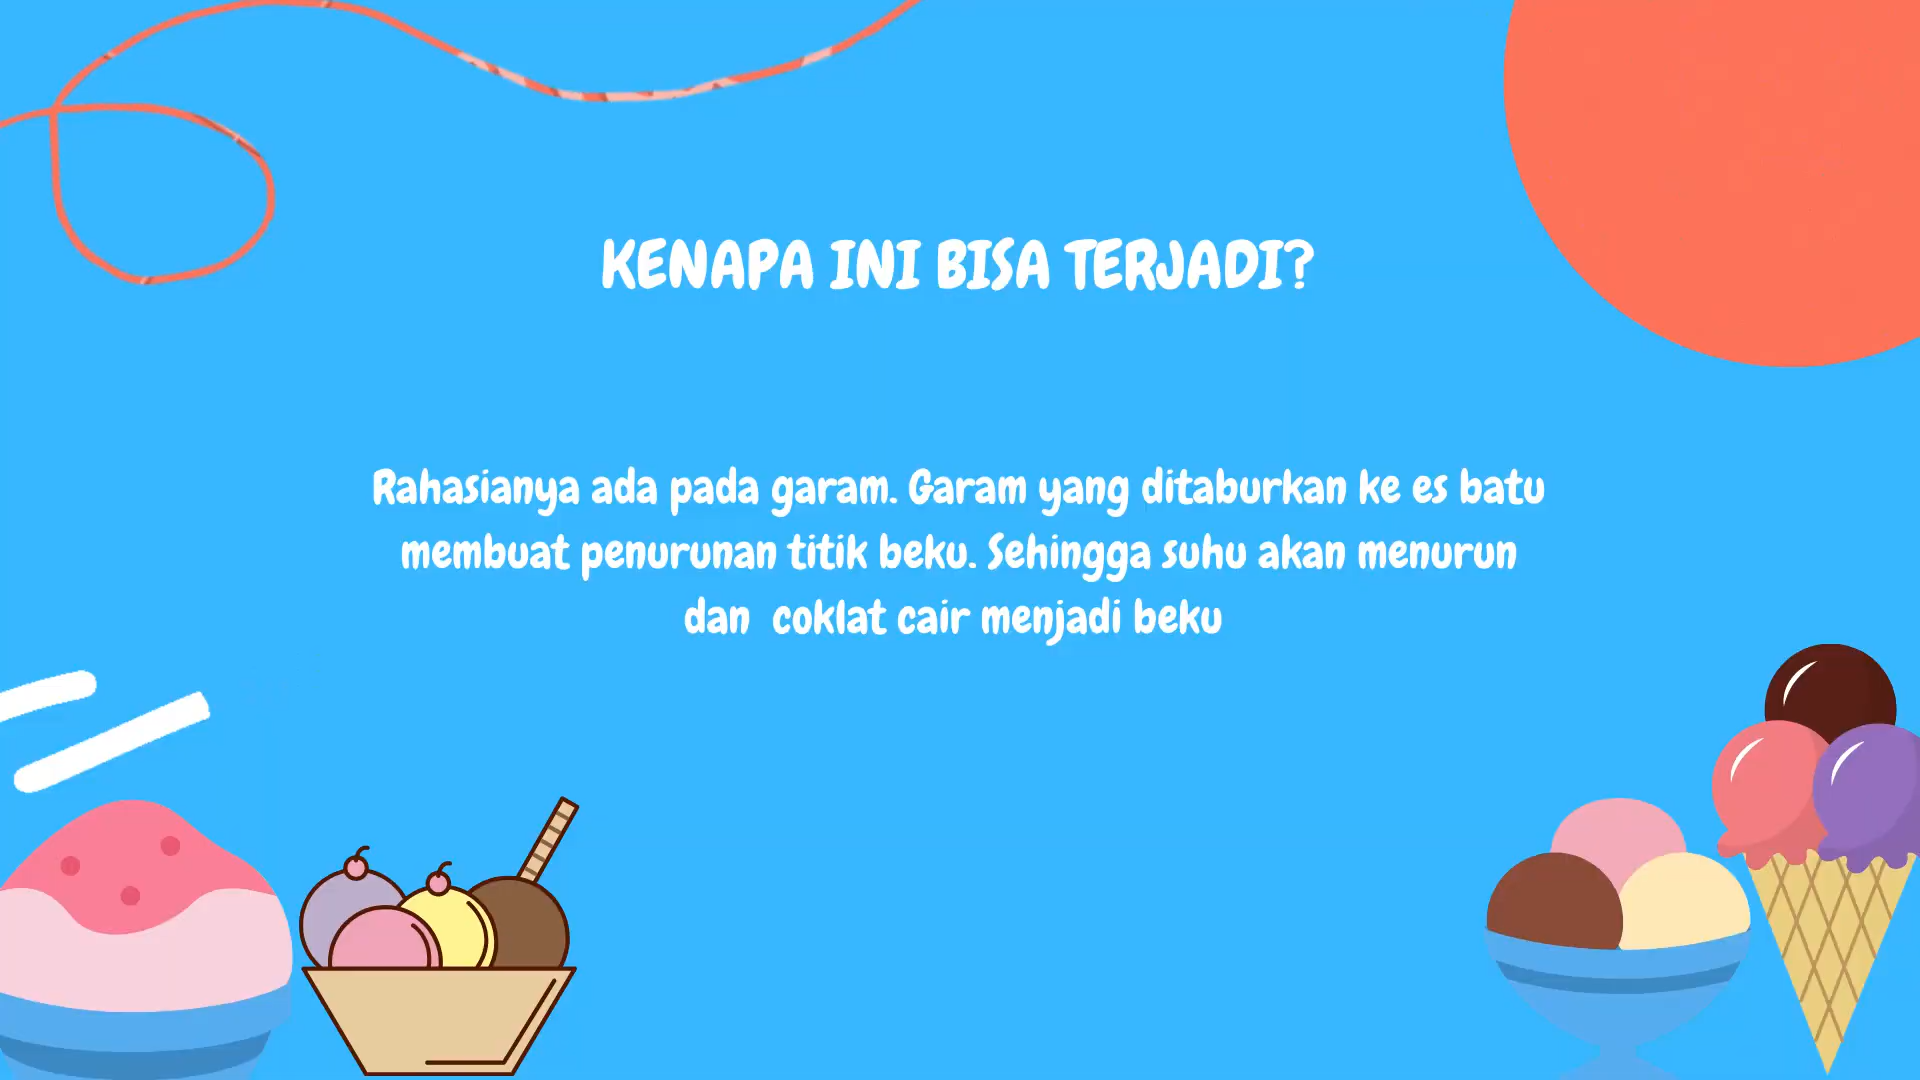 KENAPA INI BISA TERJADI?
Rahasianya ada pada garam. Garam yang ditaburkan ke es batu
membuat penurunan titik beku. Sehingga suhu akan menurun
dan  coklat cair menjadi beku